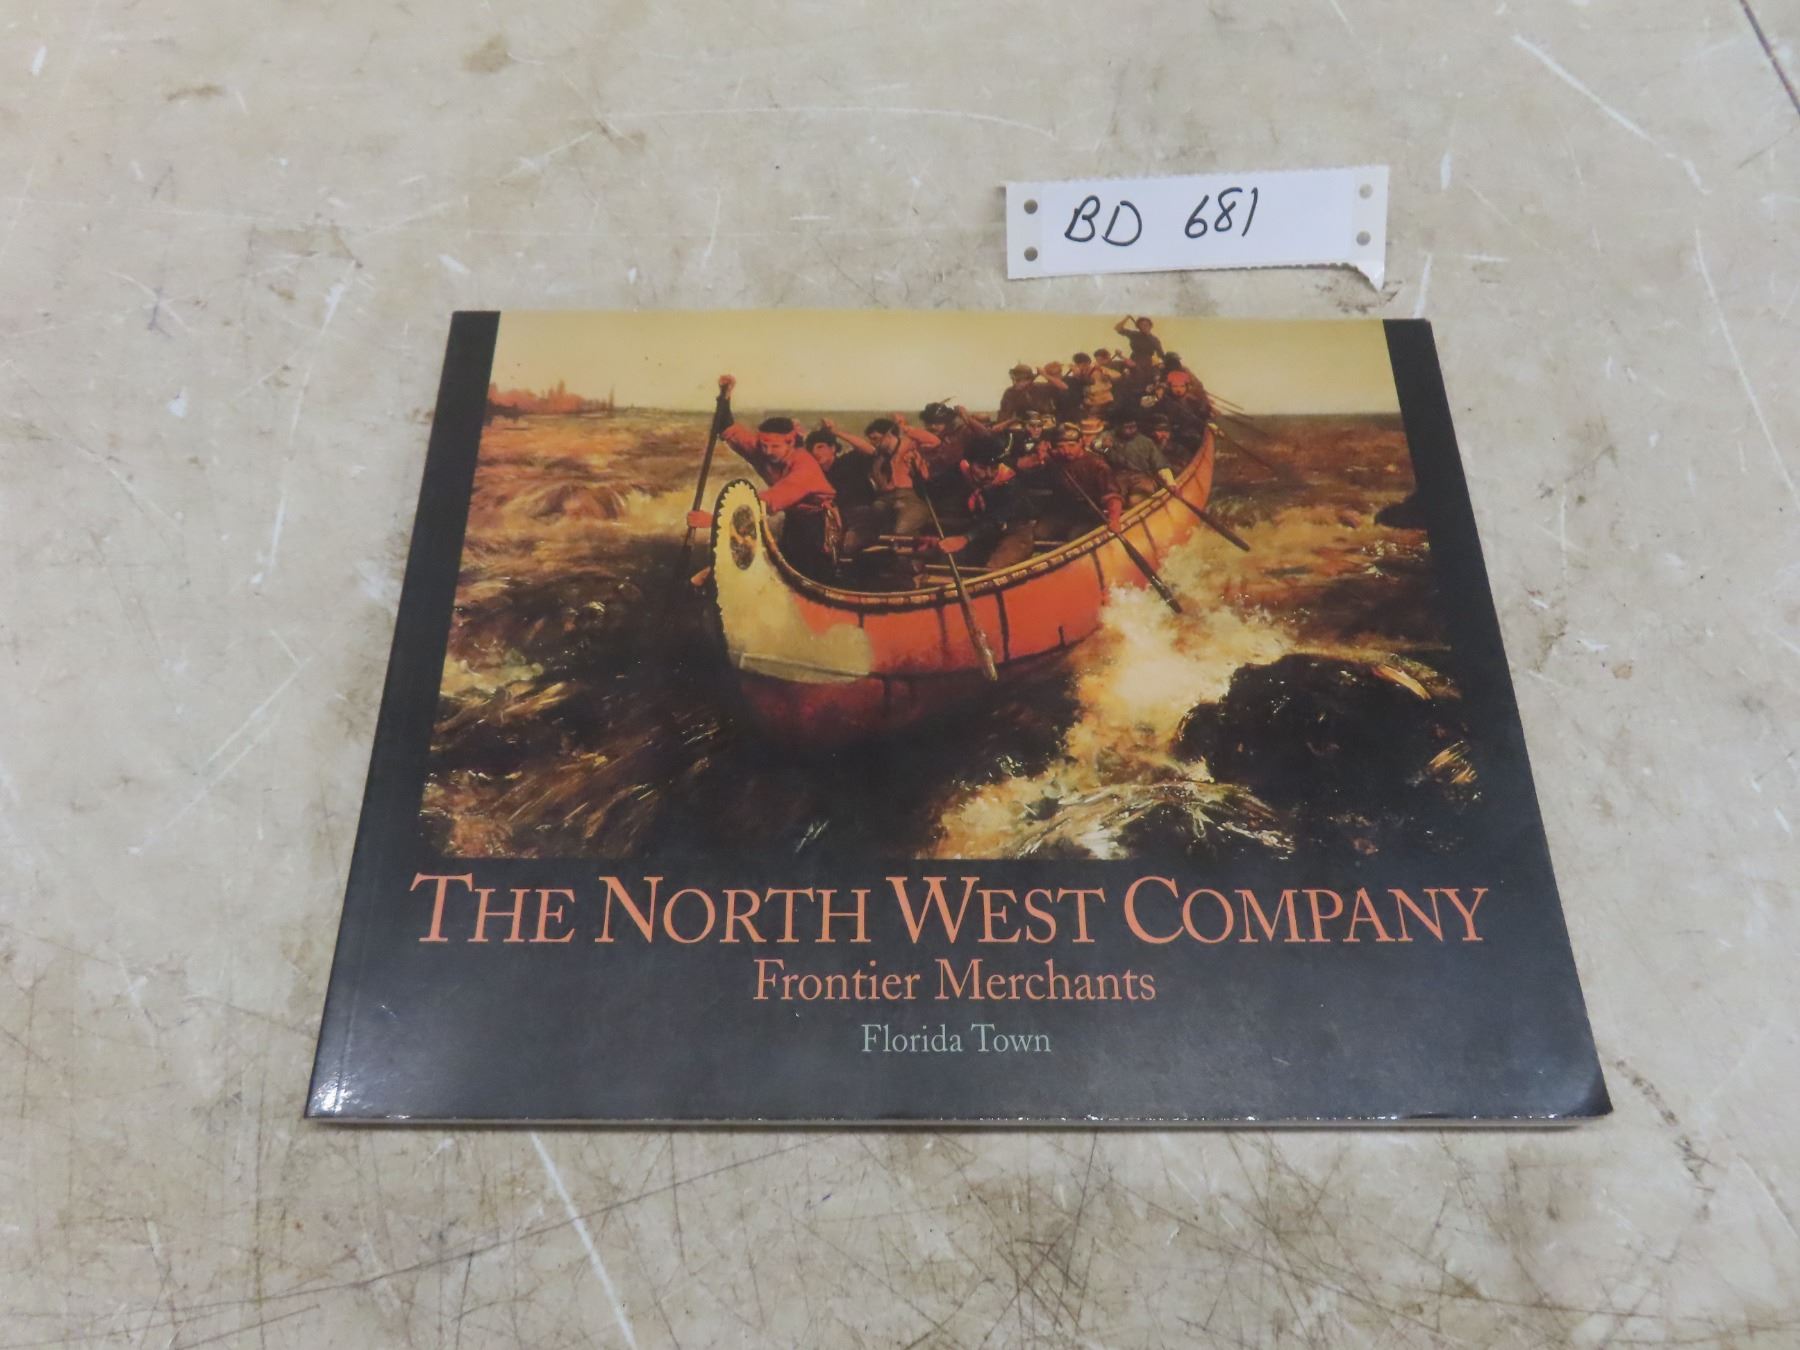 BD 681
THE NORTH WEST COMPANY
Frontier Merchants
Florida Town